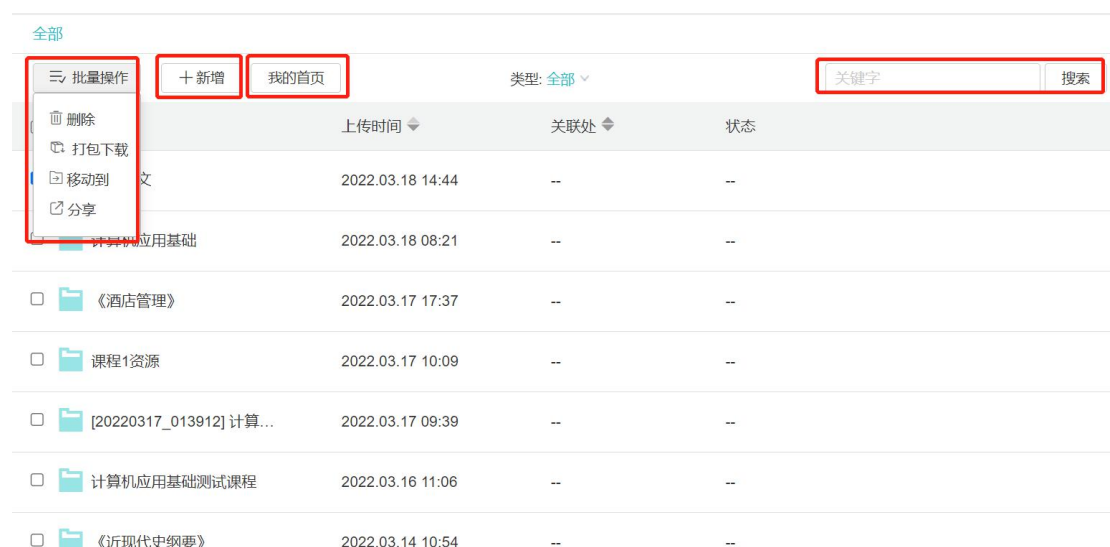 全部
批量操作 新增 我的首页 类型: 全部 关键字 搜索
删除 上传时间 关联处 状态
打包下载
移动到 文 2022.03.18 14:44 -- --
分享
计算机应用基础 2022.03.18 08:21 -- --
《酒店管理》 2022.03.17 17:37 -- --
课程1资源 2022.03.17 10:09 -- --
[20220317_013912] 计算... 2022.03.17 09:39 -- --
计算机应用基础测试课程 2022.03.16 11:06 -- --
《近现代史纲要》 2022.03.14 10:54 -- --